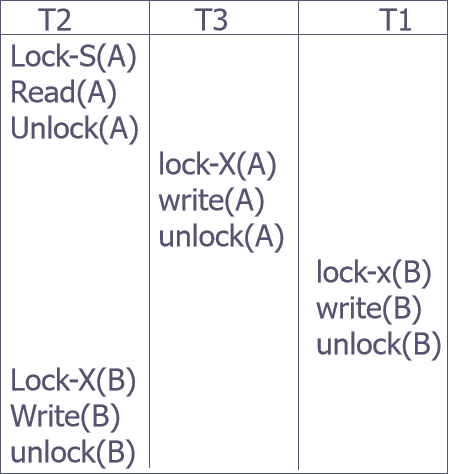 T2 T3 T1
Lock-S(A)
Read(A)
Unlock(A)
lock-X(A)
write(A)
unlock(A)
lock-x(B)
write(B)
unlock(B)
Lock-X(B)
Write(B)
unlock(B)